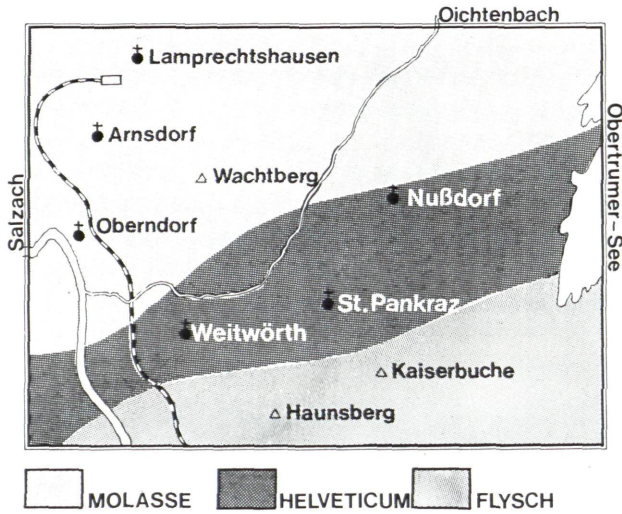 Oichtenbach
Lamprechtshausen
Arnsdorf
Wachtberg
Nußdorf
Oberndorf
Salzach
Obertrumer-See
St.Pankraz
Weitwörth
Kaiserbuche
Haunsberg
MOLASSE HELVETICUM FLYSCH